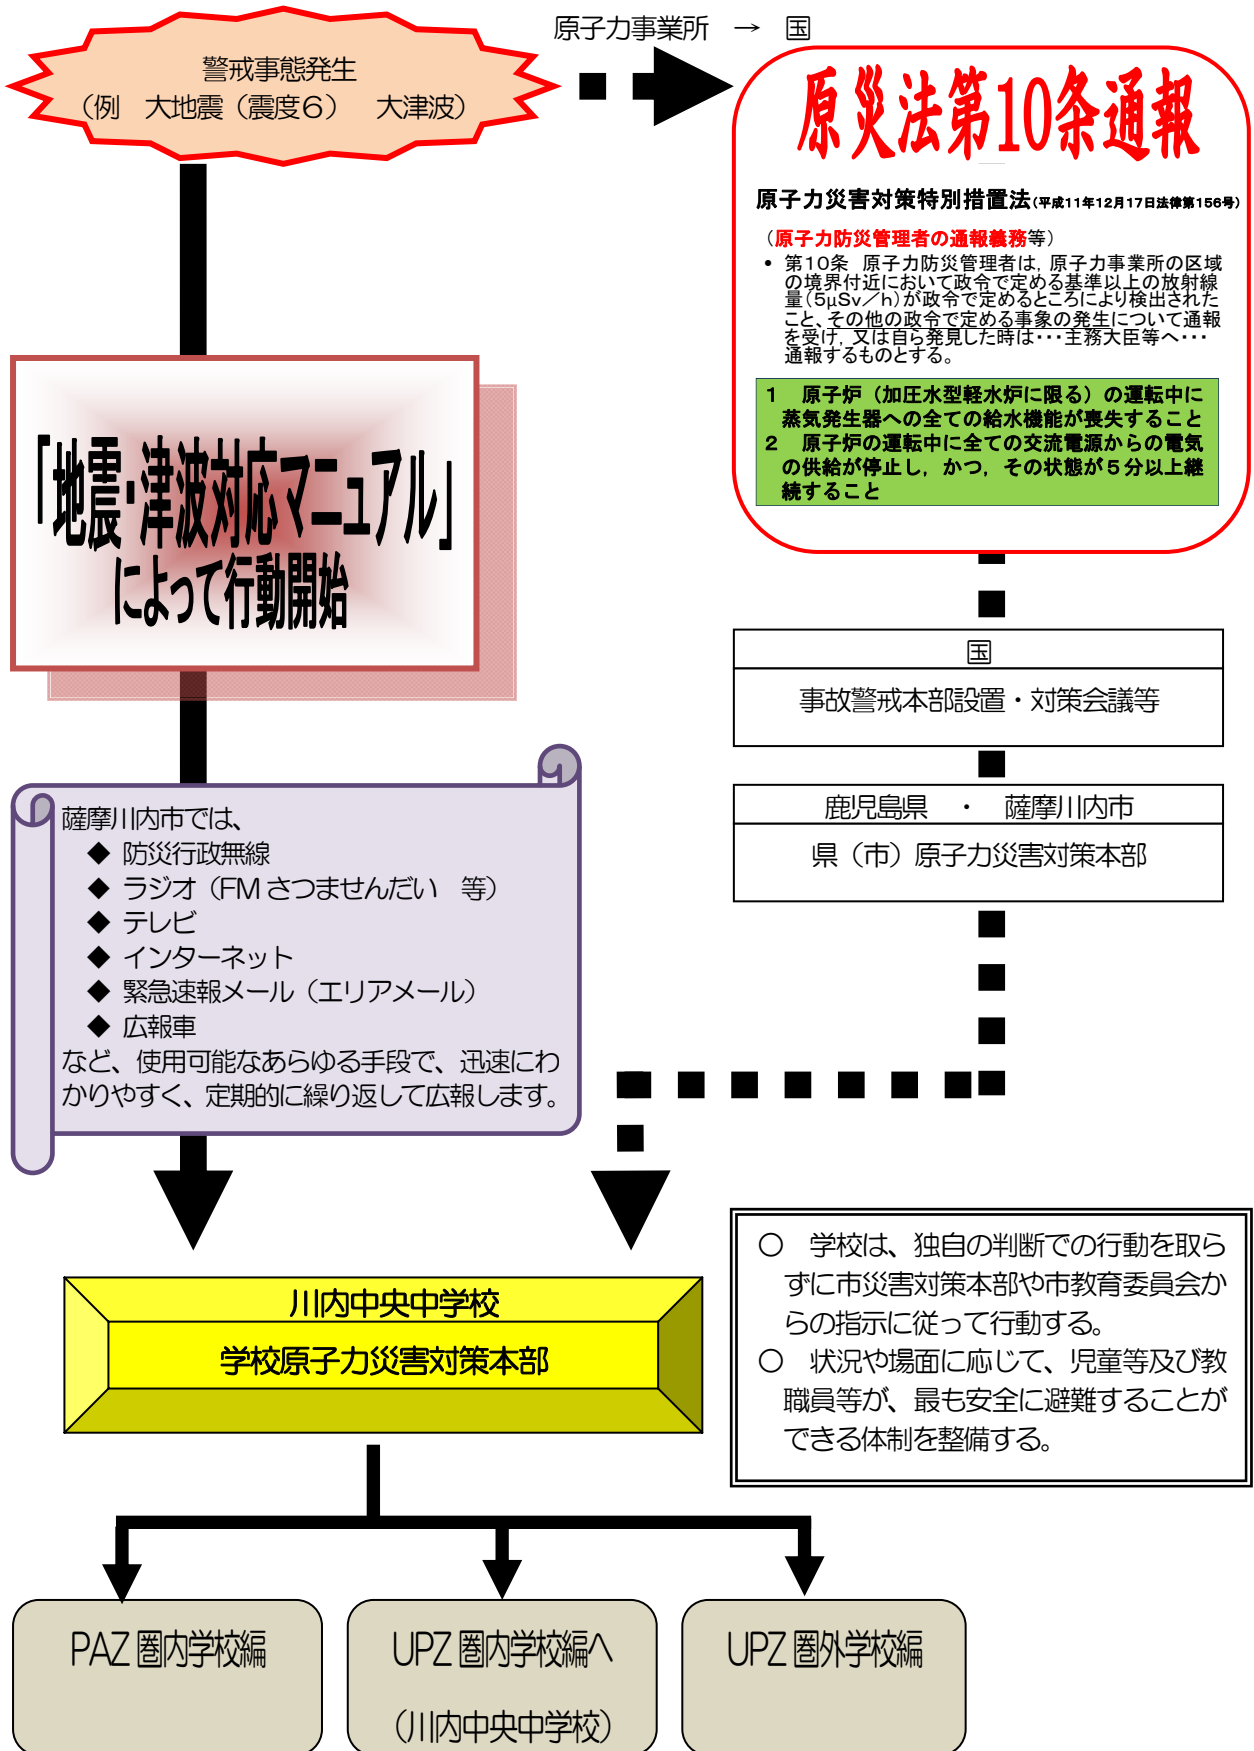 原子力事業所　→　国
警戒事態発生
（例　大地震（震度６）　大津波）
原災法第10条通報
原子力災害対策特別措置法（平成11年12月17日法律第156号）
（原子力防災管理者の通報義務等）
• 第10条　原子力防災管理者は，原子力事業所の区域
の境界付近において政令で定める基準以上の放射線
量（5μSv／h）が政令で定めるところにより検出された
こと、その他の政令で定める事象の発生について通報
を受け，又は自ら発見した時は・・・主務大臣等へ・・・
通報するものとする。
１　原子炉（加圧水型軽水炉に限る）の運転中に
蒸気発生器への全ての給水機能が喪失すること
２　原子炉の運転中に全ての交流電源からの電気
の供給が停止し，かつ，その状態が５分以上継
続すること
「地震・津波対応マニュアル」
によって行動開始
国
事故警戒本部設置・対策会議等
鹿児島県　・　薩摩川内市
県（市）原子力災害対策本部
薩摩川内市では、
◆ 防災行政無線
◆ ラジオ（FMさつませんだい　等）
◆ テレビ
◆ インターネット
◆ 緊急速報メール（エリアメール）
◆ 広報車
など、使用可能なあらゆる手段で、迅速にわ
かりやすく、定期的に繰り返して広報します。
○　学校は、独自の判断での行動を取ら
ずに市災害対策本部や市教育委員会か
らの指示に従って行動する。
○　状況や場面に応じて、児童等及び教
職員等が、最も安全に避難することが
できる体制を整備する。
川内中央中学校
学校原子力災害対策本部
PAZ圏内学校編
UPZ圏内学校編へ
（川内中央中学校）
UPZ圏外学校編